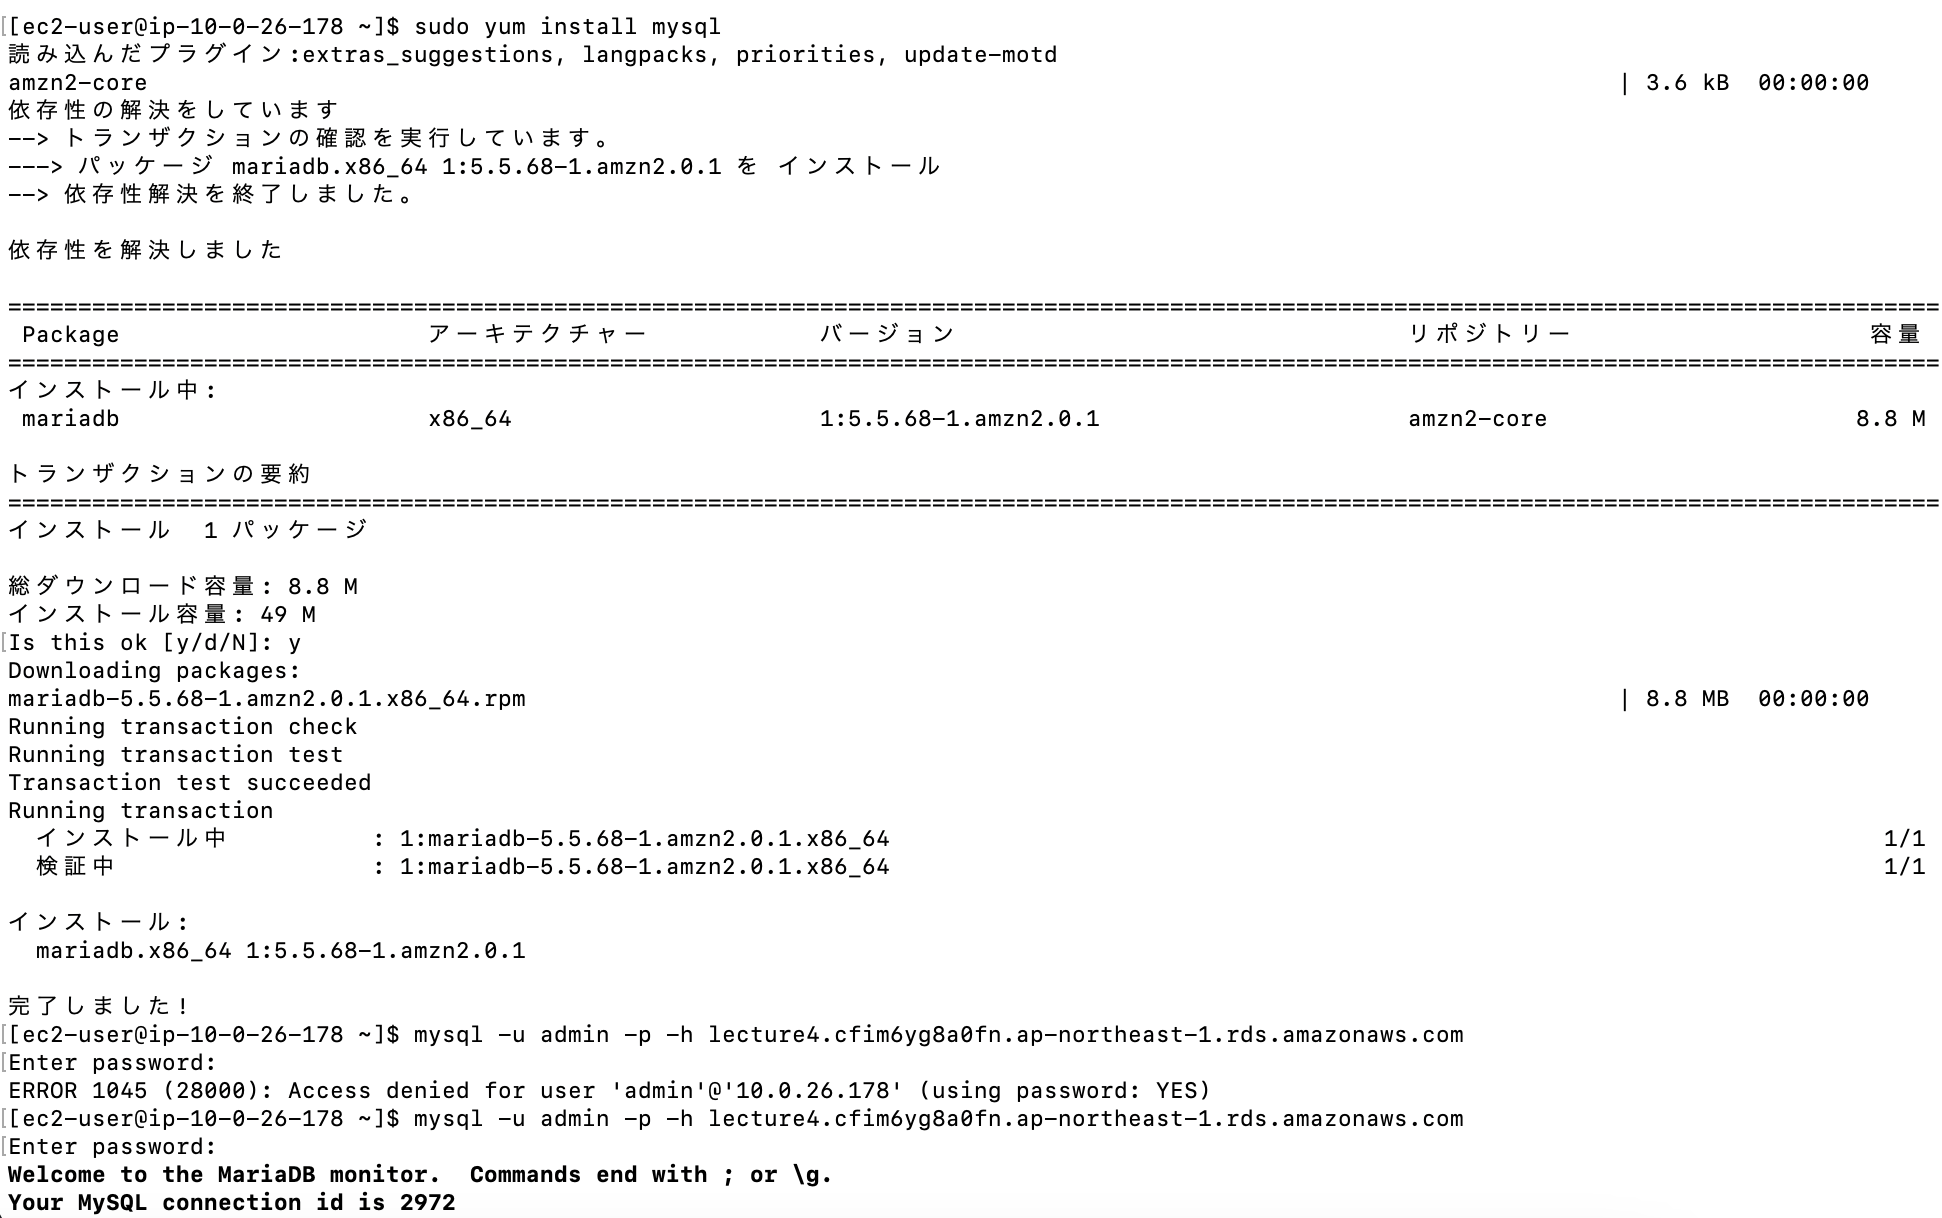 [[ec2-user@ip-10-0-26-178 ~]$ sudo yum install mysql
読み込んだプラグイン:extras_suggestions, langpacks, priorities, update-motd
amzn2-core | 3.6 kB 00:00:00
依存性の解決をしています
--> トランザクションの確認を実行しています。
---> パッケージ mariadb.x86_64 1:5.5.68-1.amzn2.0.1 を インストール
--> 依存性解決を終了しました。
依存性を解決しました
==========================================================================================================================================
Package アーキテクチャー バージョン リポジトリー 容量
==========================================================================================================================================
インストール中:
mariadb x86_64 1:5.5.68-1.amzn2.0.1 amzn2-core 8.8 M
トランザクションの要約
==========================================================================================================================================
インストール 1 パッケージ
総ダウンロード容量: 8.8 M
インストール容量: 49 M
[Is this ok [y/d/N]: y
Downloading packages:
mariadb-5.5.68-1.amzn2.0.1.x86_64.rpm | 8.8 MB 00:00:00
Running transaction check
Running transaction test
Transaction test succeeded
Running transaction
インストール中 : 1:mariadb-5.5.68-1.amzn2.0.1.x86_64 1/1
検証中 : 1:mariadb-5.5.68-1.amzn2.0.1.x86_64 1/1
インストール:
mariadb.x86_64 1:5.5.68-1.amzn2.0.1
完了しました!
[[ec2-user@ip-10-0-26-178 ~]$ mysql -u admin -p -h lecture4.cfim6yg8a0fn.ap-northeast-1.rds.amazonaws.com
[Enter password:
ERROR 1045 (28000): Access denied for user 'admin'@'10.0.26.178' (using password: YES)
[[ec2-user@ip-10-0-26-178 ~]$ mysql -u admin -p -h lecture4.cfim6yg8a0fn.ap-northeast-1.rds.amazonaws.com
[Enter password:
Welcome to the MariaDB monitor.  Commands end with ; or \g.
Your MySQL connection id is 2972